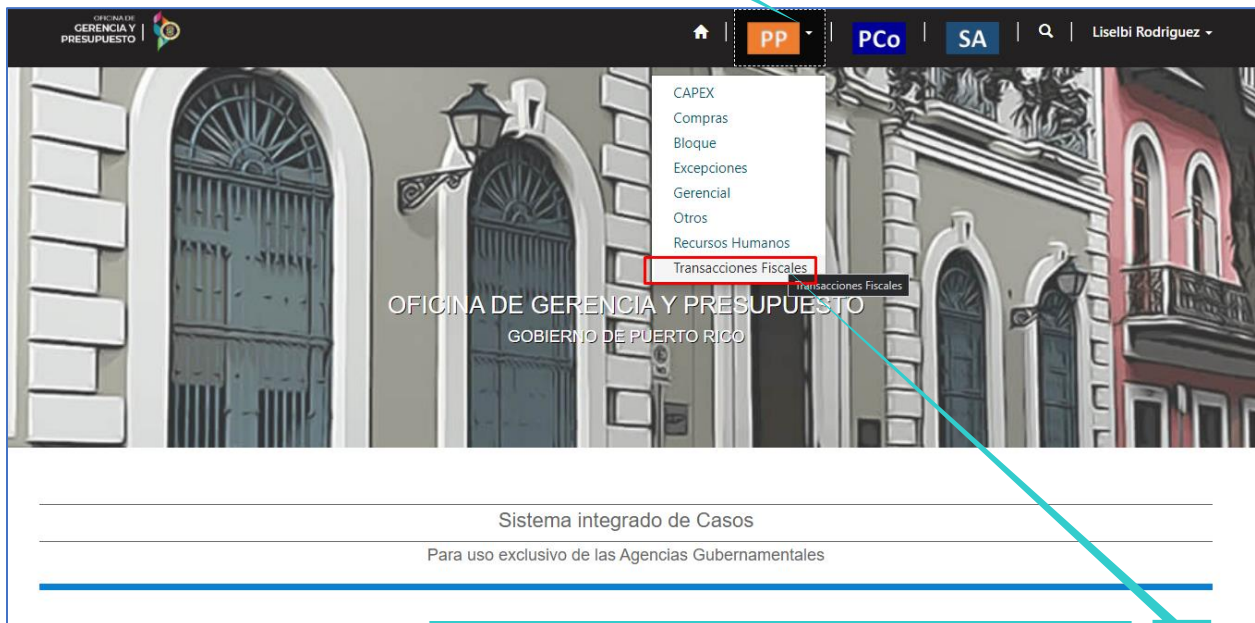 OFICINA DE
GERENCIA Y
PRESUPUESTO
PP
PCo
SA
Liselbi Rodriguez
CAPEX
Compras
Bloque
Excepciones
Gerencial
Otros
Recursos Humanos
Transacciones Fiscales
Transacciones Fiscales
OFICINA DE GERENCIA Y PRESUPUESTO
GOBIERNO DE PUERTO RICO
Sistema integrado de Casos
Para uso exclusivo de las Agencias Gubernamentales